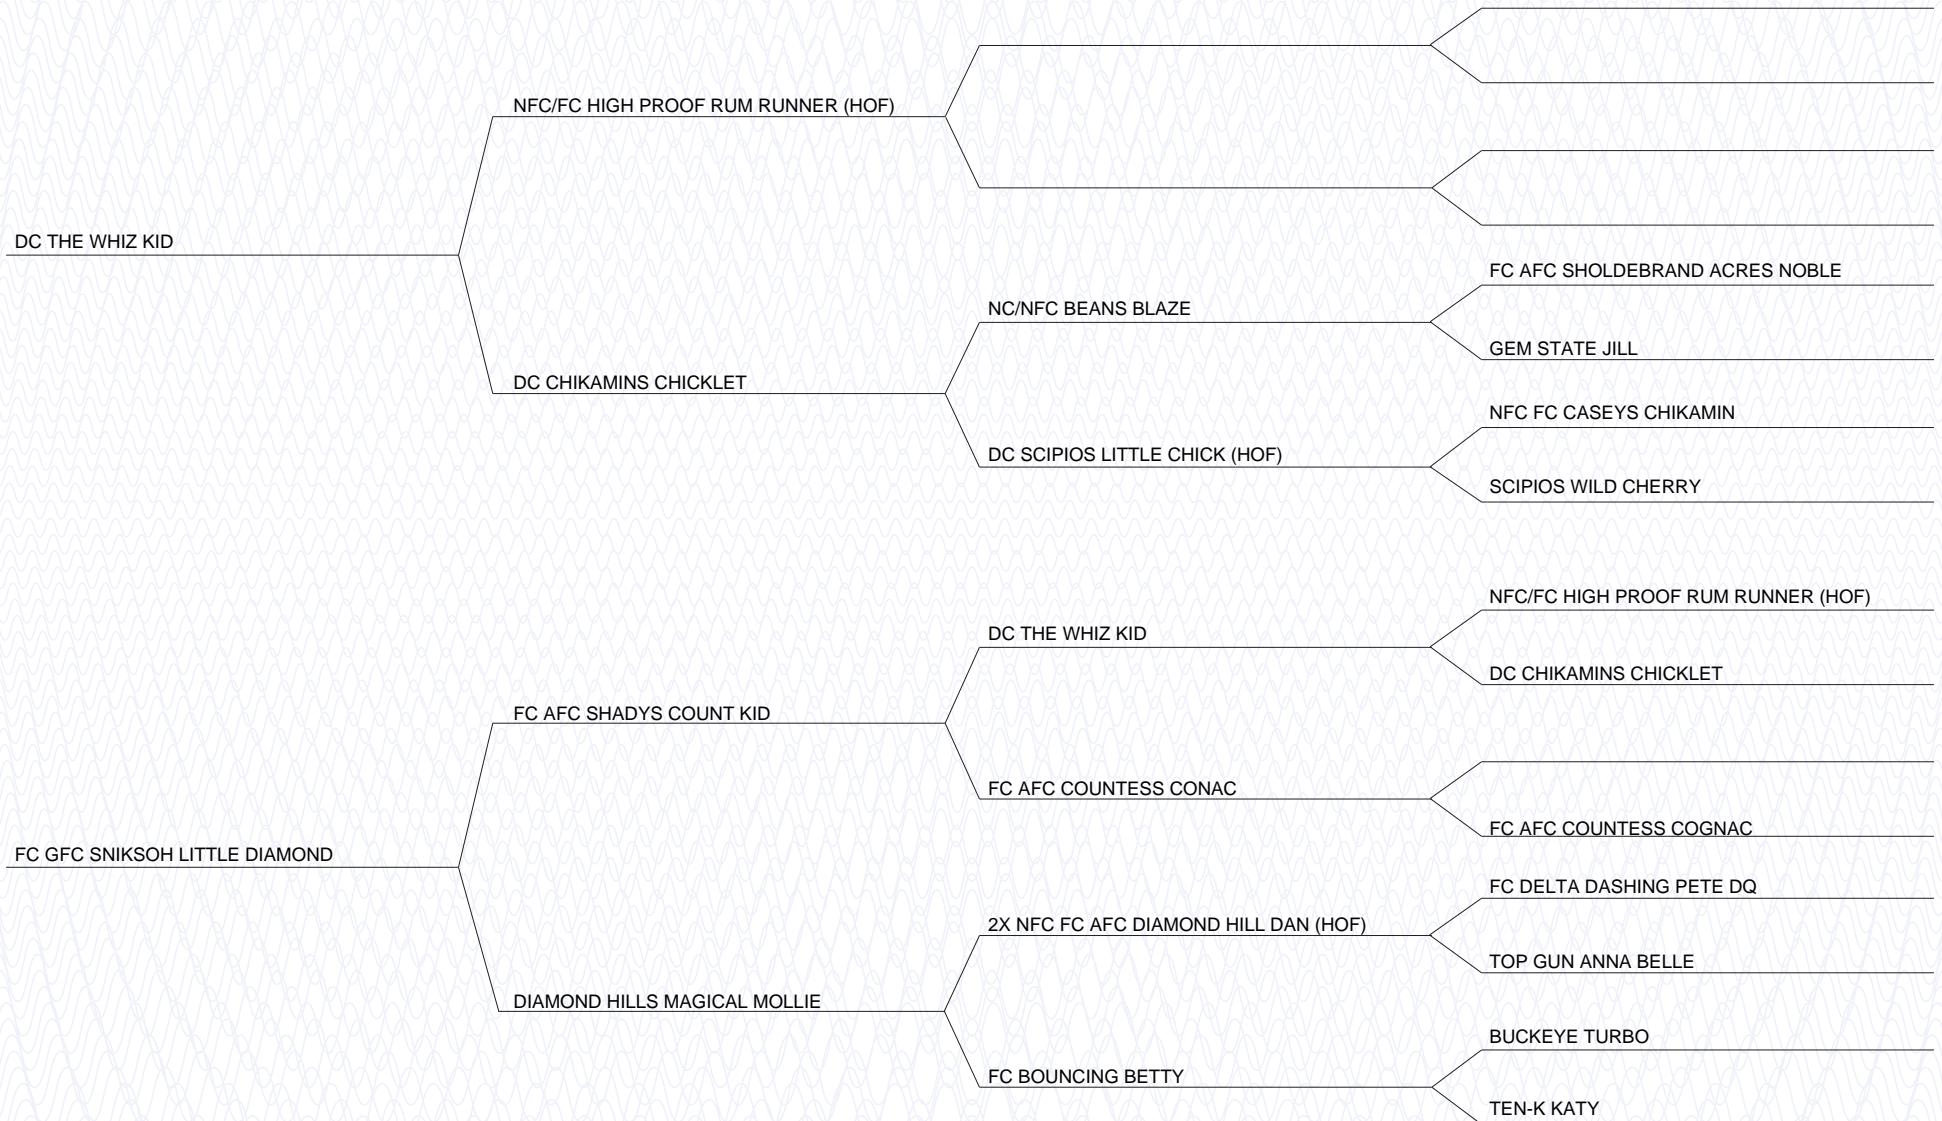 NFC/FC HIGH PROOF RUM RUNNER (HOF)
DC THE WHIZ KID
FC AFC SHOLDEBRAND ACRES NOBLE
NC/NFC BEANS BLAZE
GEM STATE JILL
DC CHIKAMINS CHICKLET
NFC FC CASEYS CHIKAMIN
DC SCIPIOS LITTLE CHICK (HOF)
SCIPIOS WILD CHERRY
NFC/FC HIGH PROOF RUM RUNNER (HOF)
DC THE WHIZ KID
DC CHIKAMINS CHICKLET
FC AFC SHADYS COUNT KID
FC AFC COUNTESS CONAC
FC AFC COUNTESS COGNAC
FC GFC SNIKSOH LITTLE DIAMOND
FC DELTA DASHING PETE DQ
2X NFC FC AFC DIAMOND HILL DAN (HOF)
TOP GUN ANNA BELLE
DIAMOND HILLS MAGICAL MOLLIE
BUCKEYE TURBO
FC BOUNCING BETTY
TEN-K KATY